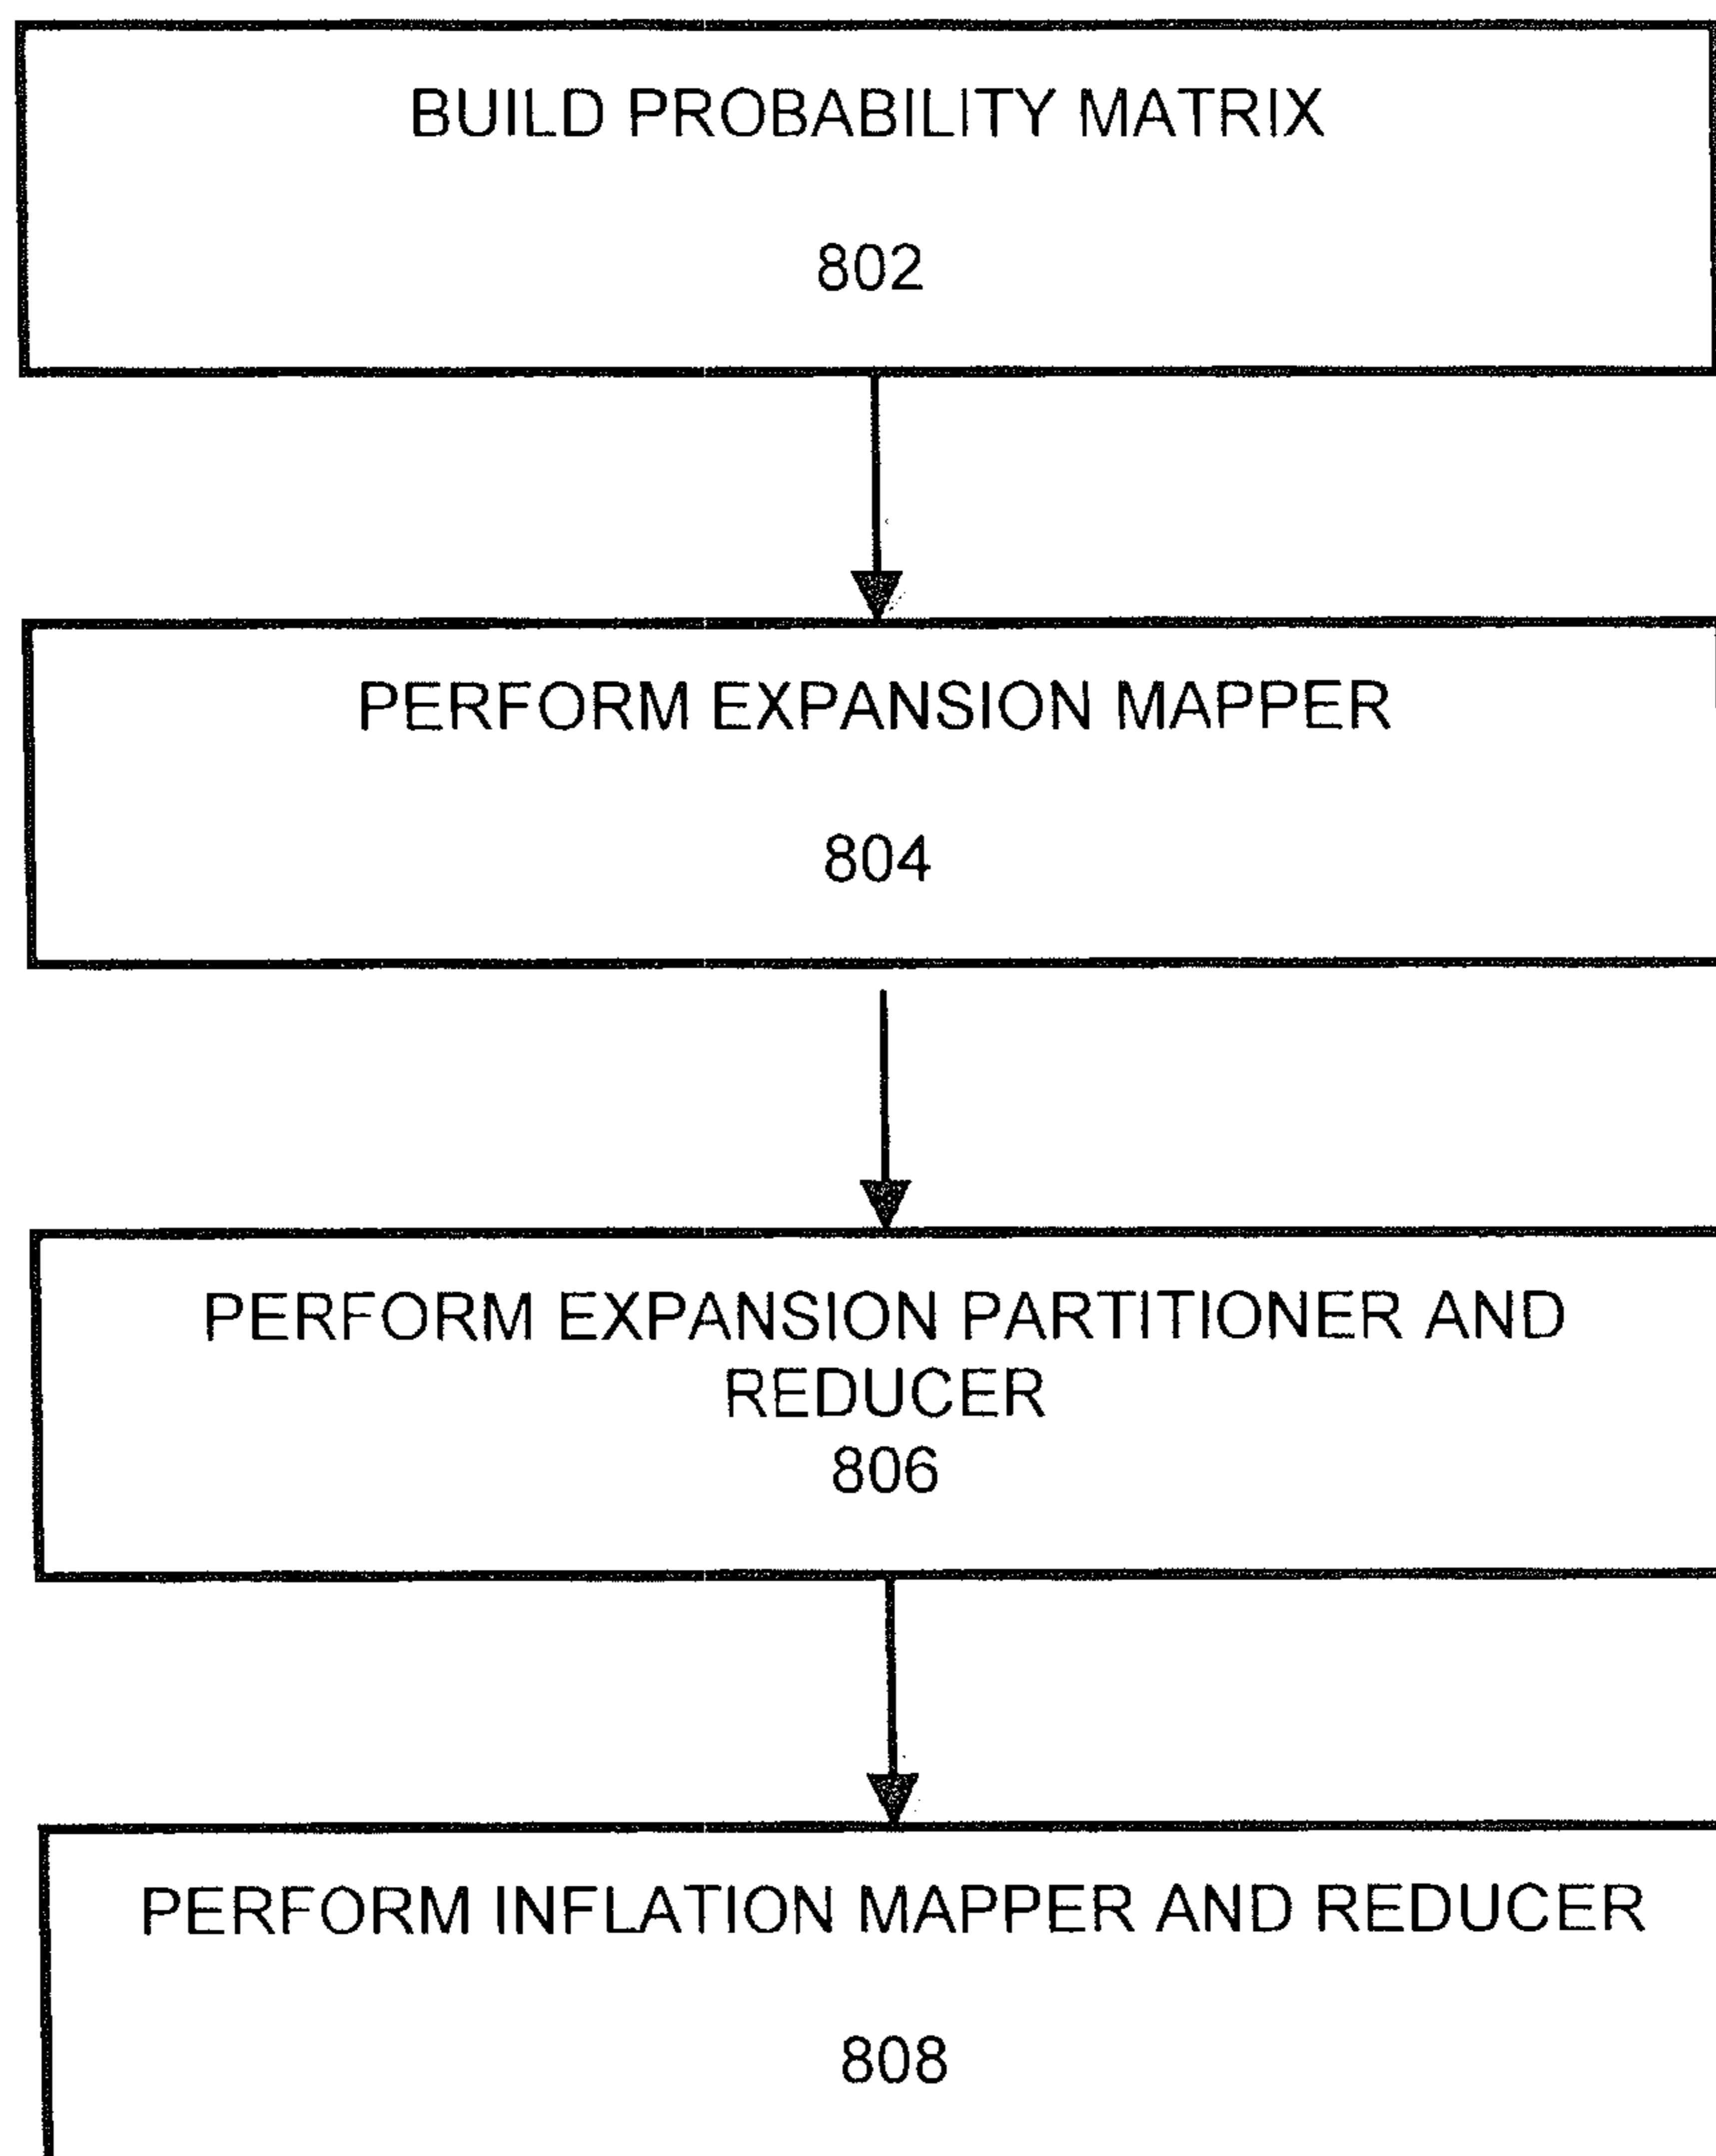 BUILD PROBABILITY MATRIX
802
PERFORM EXPANSION MAPPER
804
PERFORM EXPANSION PARTITIONER AND
REDUCER
806
PERFORM INFLATION MAPPER AND REDUCER
808